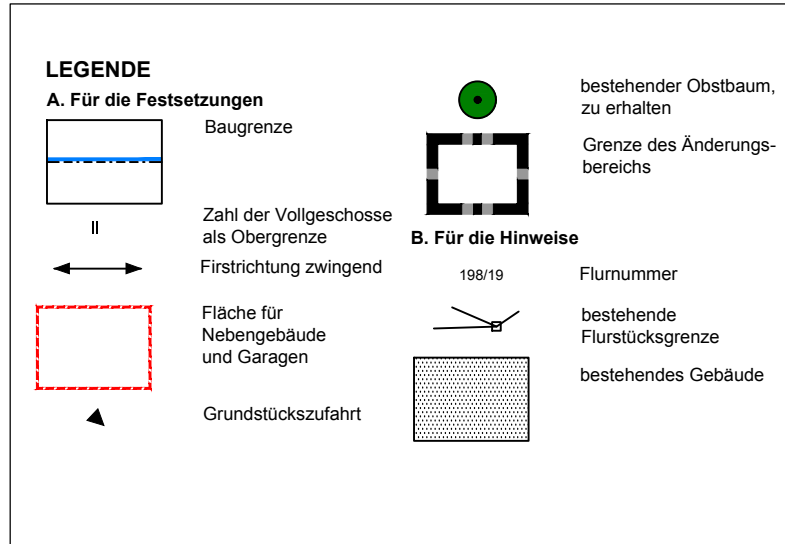 LEGENDE
A. Für die Festsetzungen
Baugrenze
II
Zahl der Vollgeschosse
als Obergrenze
Firstrichtung zwingend
Fläche für
Nebengebäude
und Garagen
Grundstückszufahrt
bestehender Obstbaum,
zu erhalten
Grenze des Änderungs-
bereichs
B. Für die Hinweise
198/19
Flurnummer
bestehende
Flurstücksgrenze
bestehendes Gebäude